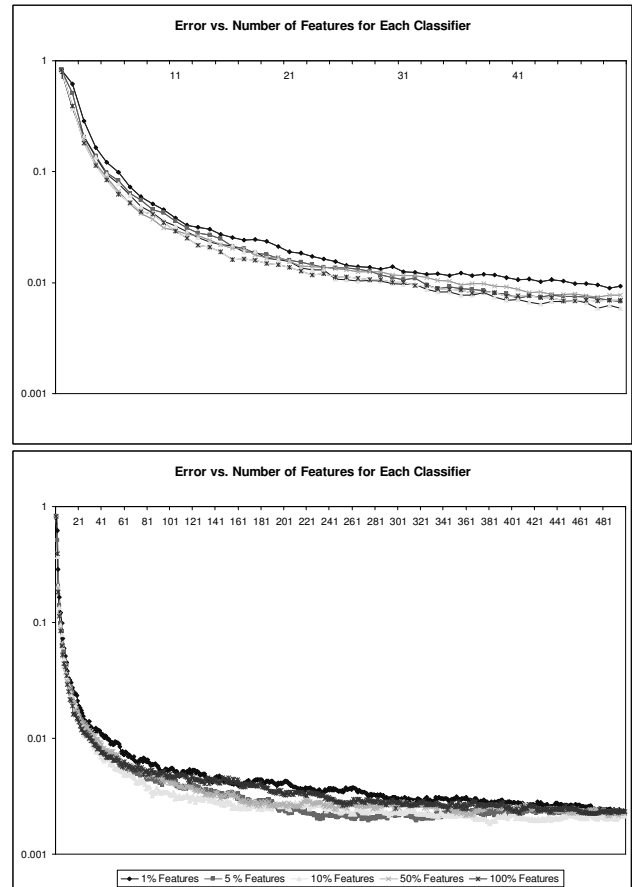 Error vs. Number of Features for Each Classifier
1
11 21 31 41
0.1
0.01
0.001
Error vs. Number of Features for Each Classifier
1
21 41 61 81 101 121 141 161 181 201 221 241 261 281 301 321 341 361 381 401 421 441 461 481
0.1
0.01
0.001
1% Features 5 % Features 10% Features 50% Features 100% Features